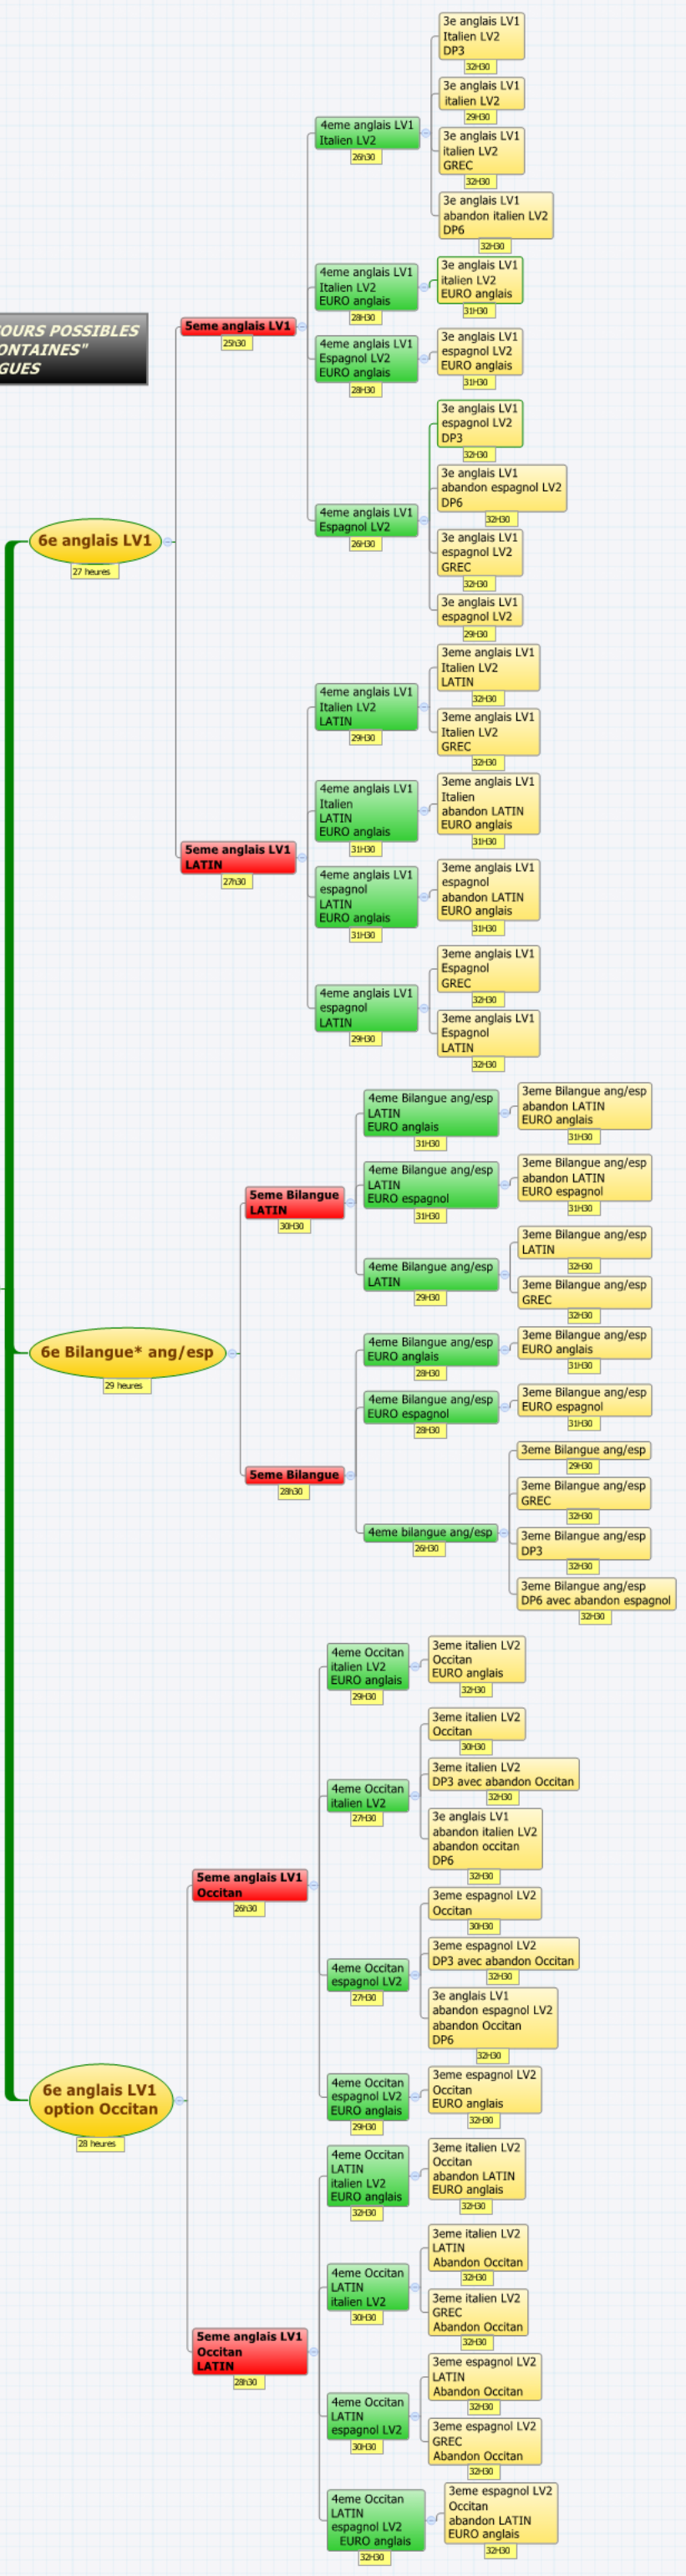 OURS POSSIBLES
ONTAINES"
GUES
6e anglais LV1
27 heures
5eme anglais LV1
25h30
4eme anglais LV1
Italien LV2
26h30
3e anglais LV1
Italien LV2
DP3
32H30
3e anglais LV1
italien LV2
29H30
3e anglais LV1
italien LV2
GREC
32H30
3e anglais LV1
abandon italien LV2
DP6
32H30
4eme anglais LV1
Italien LV2
EURO anglais
28H30
3e anglais LV1
italien LV2
EURO anglais
31H30
4eme anglais LV1
Espagnol LV2
EURO anglais
28H30
3e anglais LV1
espagnol LV2
EURO anglais
31H30
4eme anglais LV1
Espagnol LV2
26H30
3e anglais LV1
espagnol LV2
DP3
32H30
3e anglais LV1
abandon espagnol LV2
DP6
32H30
3e anglais LV1
espagnol LV2
GREC
32H30
3e anglais LV1
espagnol LV2
29H30
5eme anglais LV1
LATIN
27h30
4eme anglais LV1
Italien LV2
LATIN
29H30
3eme anglais LV1
Italien LV2
LATIN
32H30
3eme anglais LV1
Italien LV2
GREC
32H30
4eme anglais LV1
Italien
LATIN
EURO anglais
31H30
3eme anglais LV1
Italien
abandon LATIN
EURO anglais
31H30
4eme anglais LV1
espagnol
LATIN
EURO anglais
31H30
3eme anglais LV1
espagnol
abandon LATIN
EURO anglais
31H30
4eme anglais LV1
espagnol
LATIN
29H30
3eme anglais LV1
Espagnol
GREC
32H30
3eme anglais LV1
Espagnol
LATIN
32H30
6e Bilangue* ang/esp
29 heures
5eme Bilangue
LATIN
30H30
4eme Bilangue ang/esp
LATIN
EURO anglais
31H30
3eme Bilangue ang/esp
abandon LATIN
EURO anglais
31H30
4eme Bilangue ang/esp
LATIN
EURO espagnol
31H30
3eme Bilangue ang/esp
abandon LATIN
EURO espagnol
31H30
4eme Bilangue ang/esp
LATIN
29H30
3eme Bilangue ang/esp
LATIN
32H30
3eme Bilangue ang/esp
GREC
32H30
5eme Bilangue
28h30
4eme Bilangue ang/esp
EURO anglais
28H30
3eme Bilangue ang/esp
EURO anglais
31H30
4eme Bilangue ang/esp
EURO espagnol
28H30
3eme Bilangue ang/esp
EURO espagnol
31H30
4eme bilangue ang/esp
26H30
3eme Bilangue ang/esp
29H30
3eme Bilangue ang/esp
GREC
32H30
3eme Bilangue ang/esp
DP3
32H30
3eme Bilangue ang/esp
DP6 avec abandon espagnol
32H30
6e anglais LV1
option Occitan
28 heures
5eme anglais LV1
Occitan
26h30
4eme Occitan
italien LV2
EURO anglais
29H30
3eme italien LV2
Occitan
EURO anglais
32H30
4eme Occitan
italien LV2
27H30
3eme italien LV2
Occitan
30H30
3eme italien LV2
DP3 avec abandon Occitan
32H30
3e anglais LV1
abandon italien LV2
abandon occitan
DP6
32H30
4eme Occitan
espagnol LV2
27H30
3eme espagnol LV2
Occitan
30H30
3eme espagnol LV2
DP3 avec abandon Occitan
32H30
3e anglais LV1
abandon espagnol LV2
abandon Occitan
DP6
32H30
4eme Occitan
espagnol LV2
EURO anglais
29H30
3eme espagnol LV2
Occitan
EURO anglais
32H30
5eme anglais LV1
Occitan
LATIN
28h30
4eme Occitan
LATIN
italien LV2
EURO anglais
32H30
3eme italien LV2
Occitan
abandon LATIN
EURO anglais
32H30
4eme Occitan
LATIN
italien LV2
30H30
3eme italien LV2
LATIN
Abandon Occitan
32H30
3eme italien LV2
GREC
Abandon Occitan
32H30
4eme Occitan
LATIN
espagnol LV2
30H30
3eme espagnol LV2
LATIN
Abandon Occitan
32H30
3eme espagnol LV2
GREC
Abandon Occitan
32H30
4eme Occitan
LATIN
espagnol LV2
EURO anglais
32H30
3eme espagnol LV2
Occitan
abandon LATIN
EURO anglais
32H30